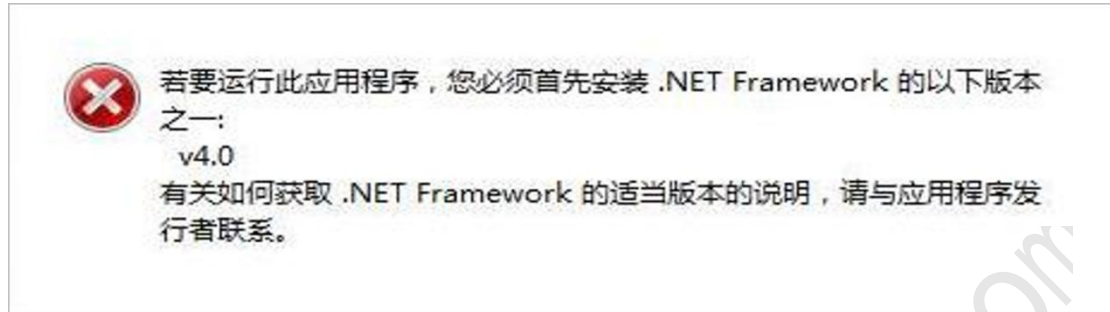 若要运行此应用程序，您必须首先安装 .NET Framework 的以下版本
之一:
v4.0
有关如何获取 .NET Framework 的适当版本的说明，请与应用程序发
行者联系。
om